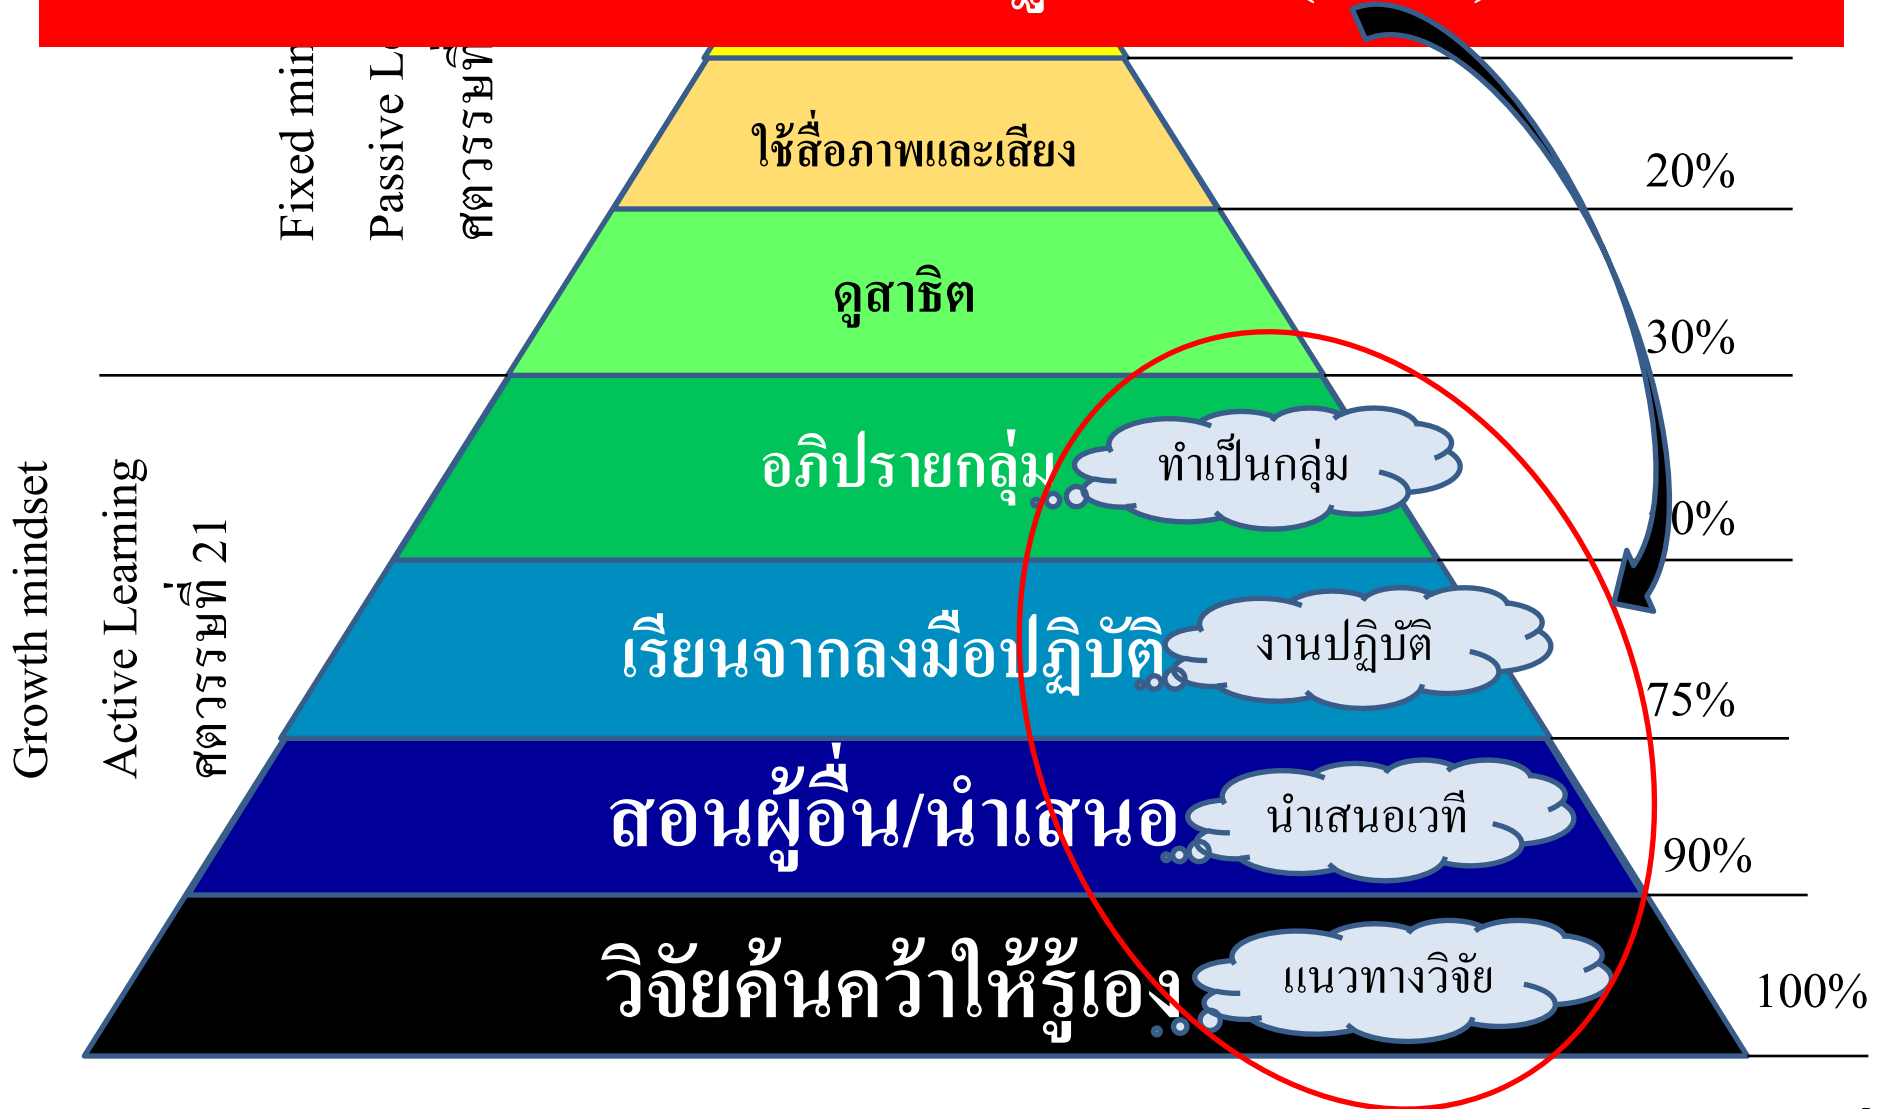 Fixed
Passive
ใช้สื่อภาพและเสียง
20%
ดูสาธิต
30%
Growth mindset
Active Learning
ศตวรรษที่ 21
อภิปรายกลุ่ม
ทำเป็นกลุ่ม
เรียนจากลงมือปฏิบัติ
งานปฏิบัติ
75%
สอนผู้อื่น/นำเสนอ
นำเสนอเวที
90%
วิจัยค้นคว้าให้รู้เอง
แนวทางวิจัย
100%